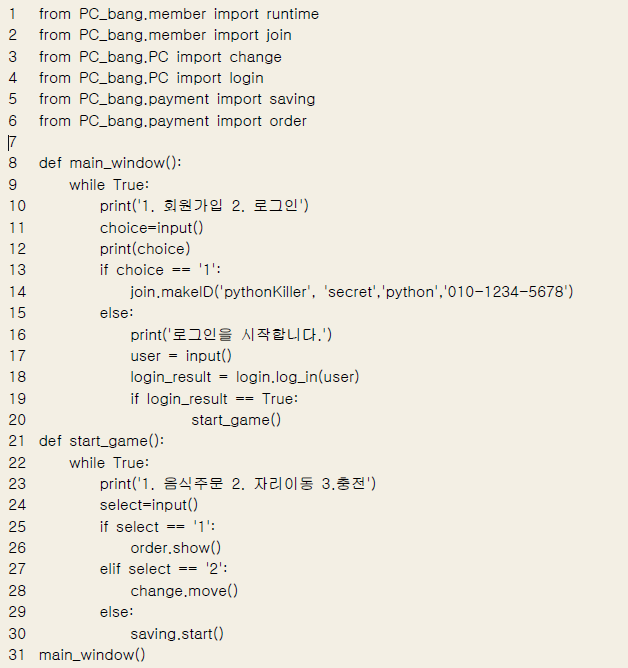 1 from PC_bang.member import runtime
2 from PC_bang.member import join
3 from PC_bang.PC import change
4 from PC_bang.PC import login
5 from PC_bang.payment import saving
6 from PC_bang.payment import order
7
8 def main_window():
9     while True:
10         print('1. 회원가입 2. 로그인')
11         choice=input()
12         print(choice)
13         if choice == '1':
14             join.makeID('pythonKiller', 'secret','python','010-1234-5678')
15         else:
16             print('로그인을 시작합니다.')
17             user = input()
18             login_result = login.log_in(user)
19             if login_result == True:
20                     start_game()
21 def start_game():
22     while True:
23         print('1. 음식주문 2. 자리이동 3.충전')
24         select=input()
25         if select == '1':
26             order.show()
27         elif select == '2':
28             change.move()
29         else:
30             saving.start()
31 main_window()